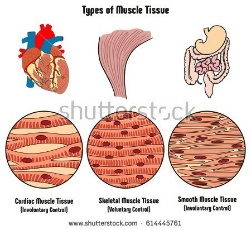 Types of Muscle Tissue
shutterstock
Cardiac Muscle Tissue
(Involuntary Control)
Skeletal Muscle Tissue
(Voluntary Control)
Smooth Muscle Tissue
(Involuntary Control)
www.shutterstock.com · 614445761